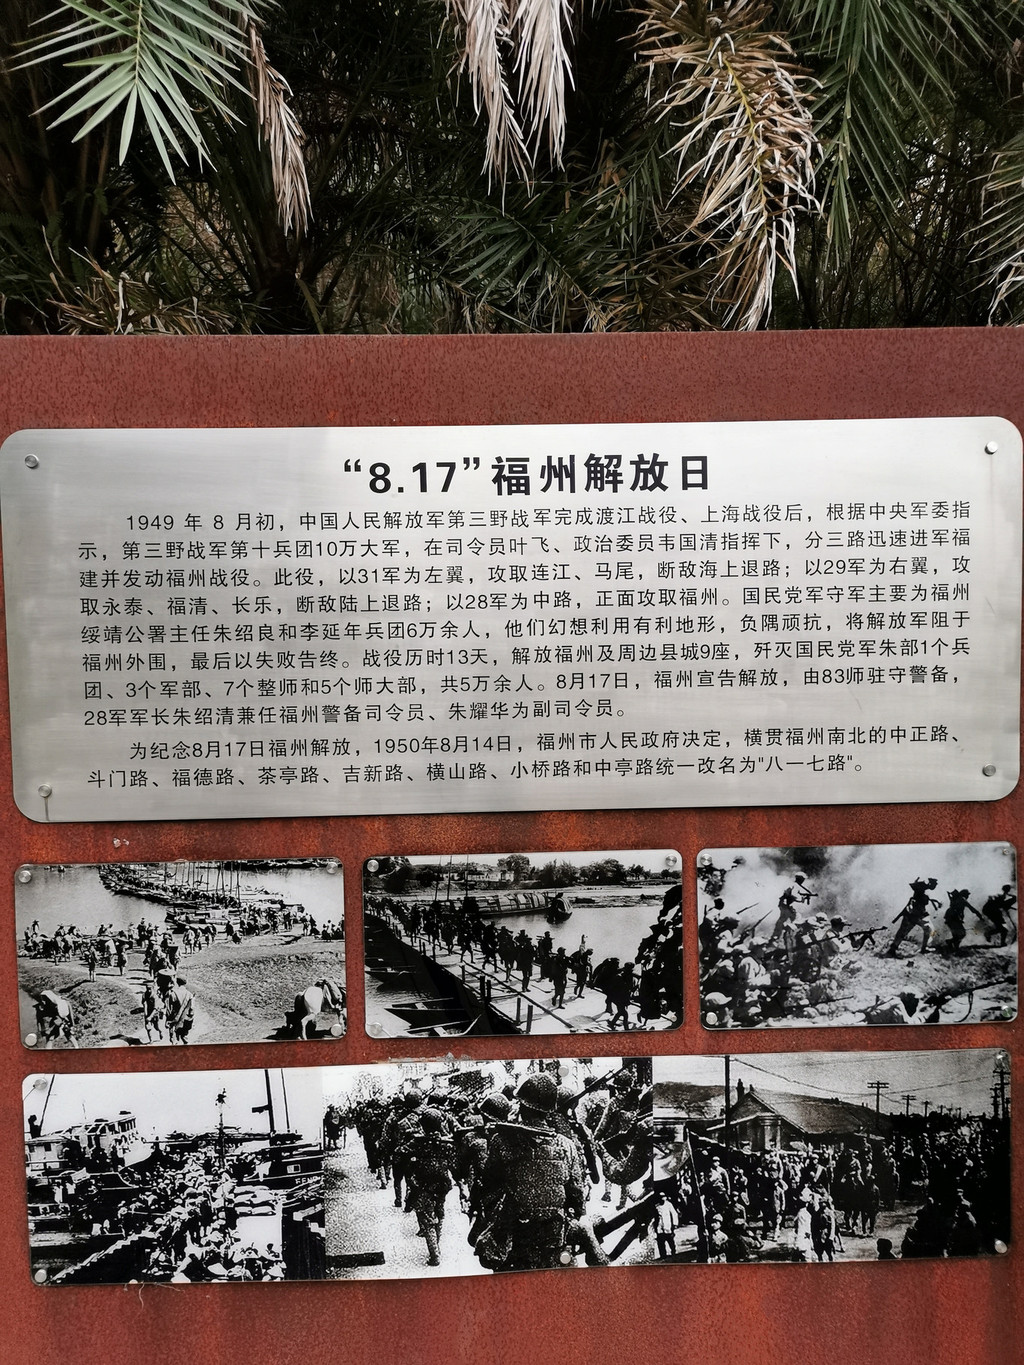 “8.17”福州解放日
1949 年 8 月初，中国人民解放军第三野战军完成渡江战役、上海战役后，根据中央军委指
示，第三野战军第十兵团10万大军，在司令员叶飞、政治委员韦国清指挥下，分三路迅速进军福
建并发动福州战役。此役，以31军为左翼，攻取连江、马尾，断敌海上退路；以29军为右翼，攻
取永泰、福清、长乐，断敌陆上退路；以28军为中路，正面攻取福州。国民党军守军主要为福州
绥靖公署主任朱绍良和李延年兵团6万余人，他们幻想利用有利地形，负隅顽抗，将解放军阻于
福州外围，最后以失败告终。战役历时13天，解放福州及周边县城9座，歼灭国民党军朱部1个兵
团、3个军部、7个整师和5个师大部，共5万余人。8月17日，福州宣告解放，由83师驻守警备，
28军军长朱绍清兼任福州警备司令员、朱耀华为副司令员。
为纪念8月17日福州解放，1950年8月14日，福州市人民政府决定，横贯福州南北的中正路、
斗门路、福德路、茶亭路、吉新路、横山路、小桥路和中亭路统一改名为"八一七路"。